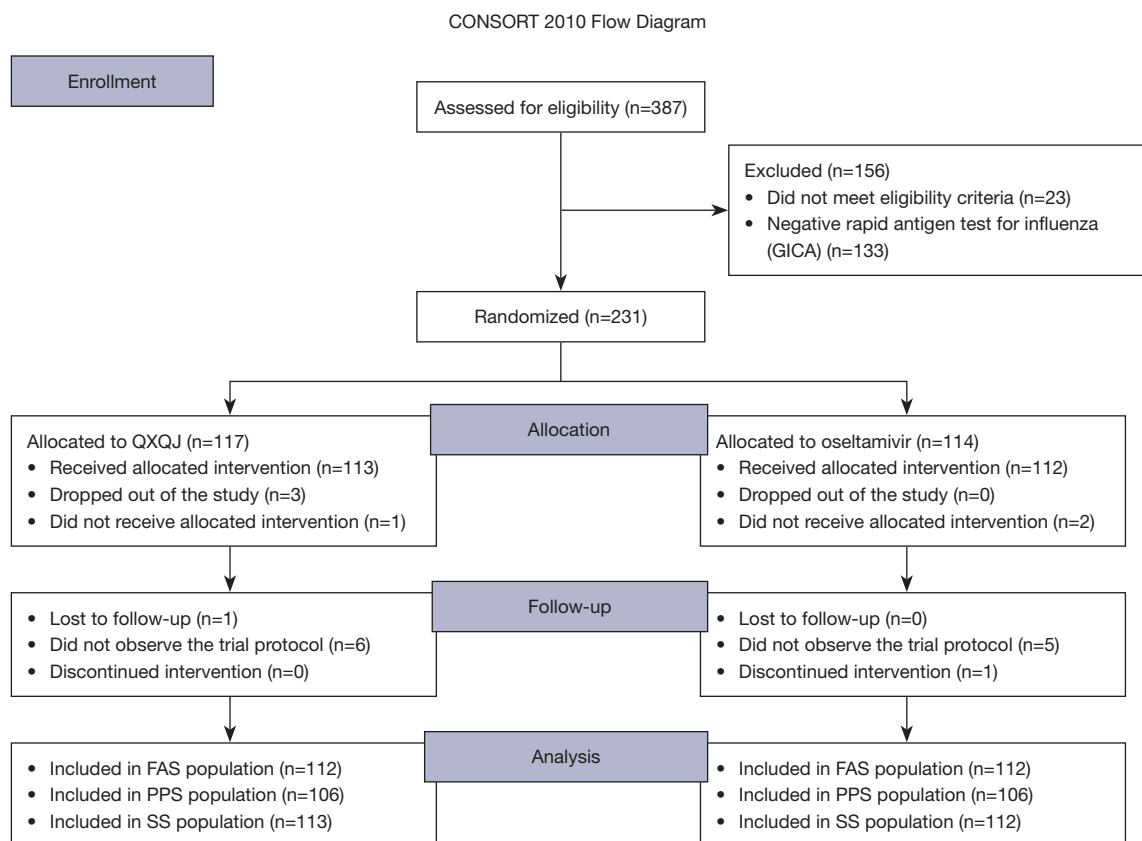 CONSORT 2010 Flow Diagram
Enrollment
Assessed for eligibility (n=387)
Excluded (n=156)
• Did not meet eligibility criteria (n=23)
• Negative rapid antigen test for influenza
(GICA) (n=133)
Randomized (n=231)
Allocation
Allocated to QXQJ (n=117)
• Received allocated intervention (n=113)
• Dropped out of the study (n=3)
• Did not receive allocated intervention (n=1)
Allocated to oseltamivir (n=114)
• Received allocated intervention (n=112)
• Dropped out of the study (n=0)
• Did not receive allocated intervention (n=2)
Follow-up
• Lost to follow-up (n=1)
• Did not observe the trial protocol (n=6)
• Discontinued intervention (n=0)
• Lost to follow-up (n=0)
• Did not observe the trial protocol (n=5)
• Discontinued intervention (n=1)
Analysis
• Included in FAS population (n=112)
• Included in PPS population (n=106)
• Included in SS population (n=113)
• Included in FAS population (n=112)
• Included in PPS population (n=106)
• Included in SS population (n=112)